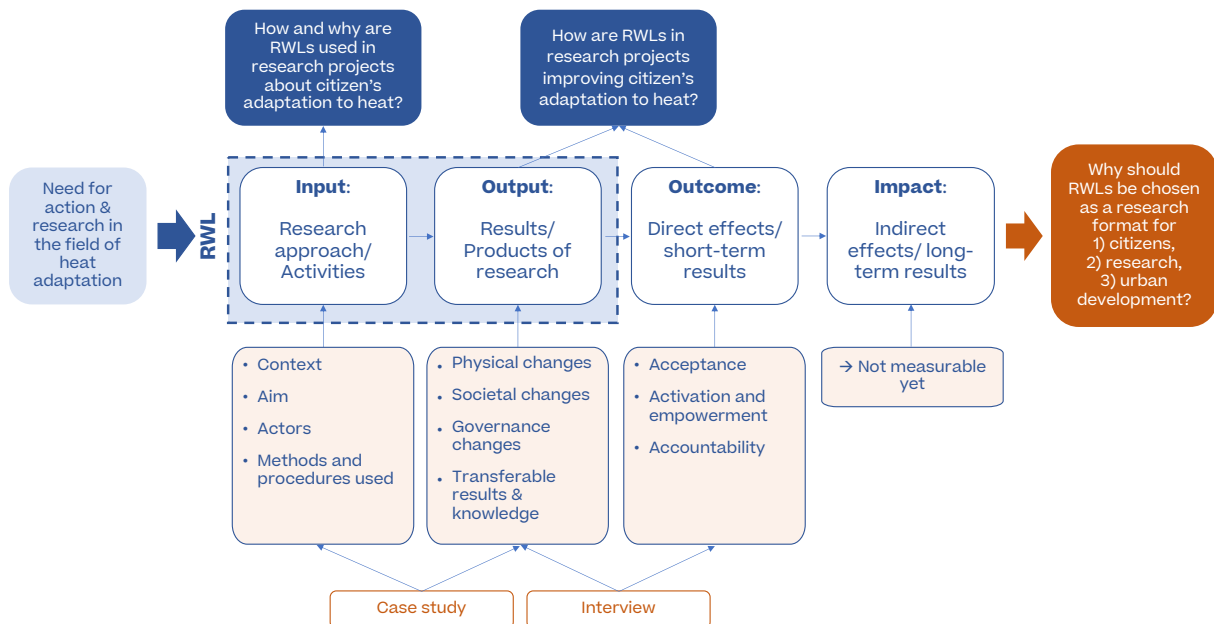 How and why are
RWLs used in
research projects
about citizen's
adaptation to heat?
How are RWLs in
research projects
improving citizen's
adaptation to heat?
Need for
action &
research in
the field of
heat
adaptation
RWL
Input:
Research
approach/
Activities
Output:
Results/
Products of
research
Outcome:
Direct effects/
short-term
results
Impact:
Indirect
effects/ long-
term results
Why should
RWLs be chosen
as a research
format for
1) citizens,
2) research,
3) urban
development?
• Context
• Aim
• Actors
• Methods and
procedures used
• Physical changes
• Societal changes
• Governance
changes
• Transferable
results &
knowledge
• Acceptance
• Activation and
empowerment
• Accountability
→ Not measurable
yet
Case study
Interview